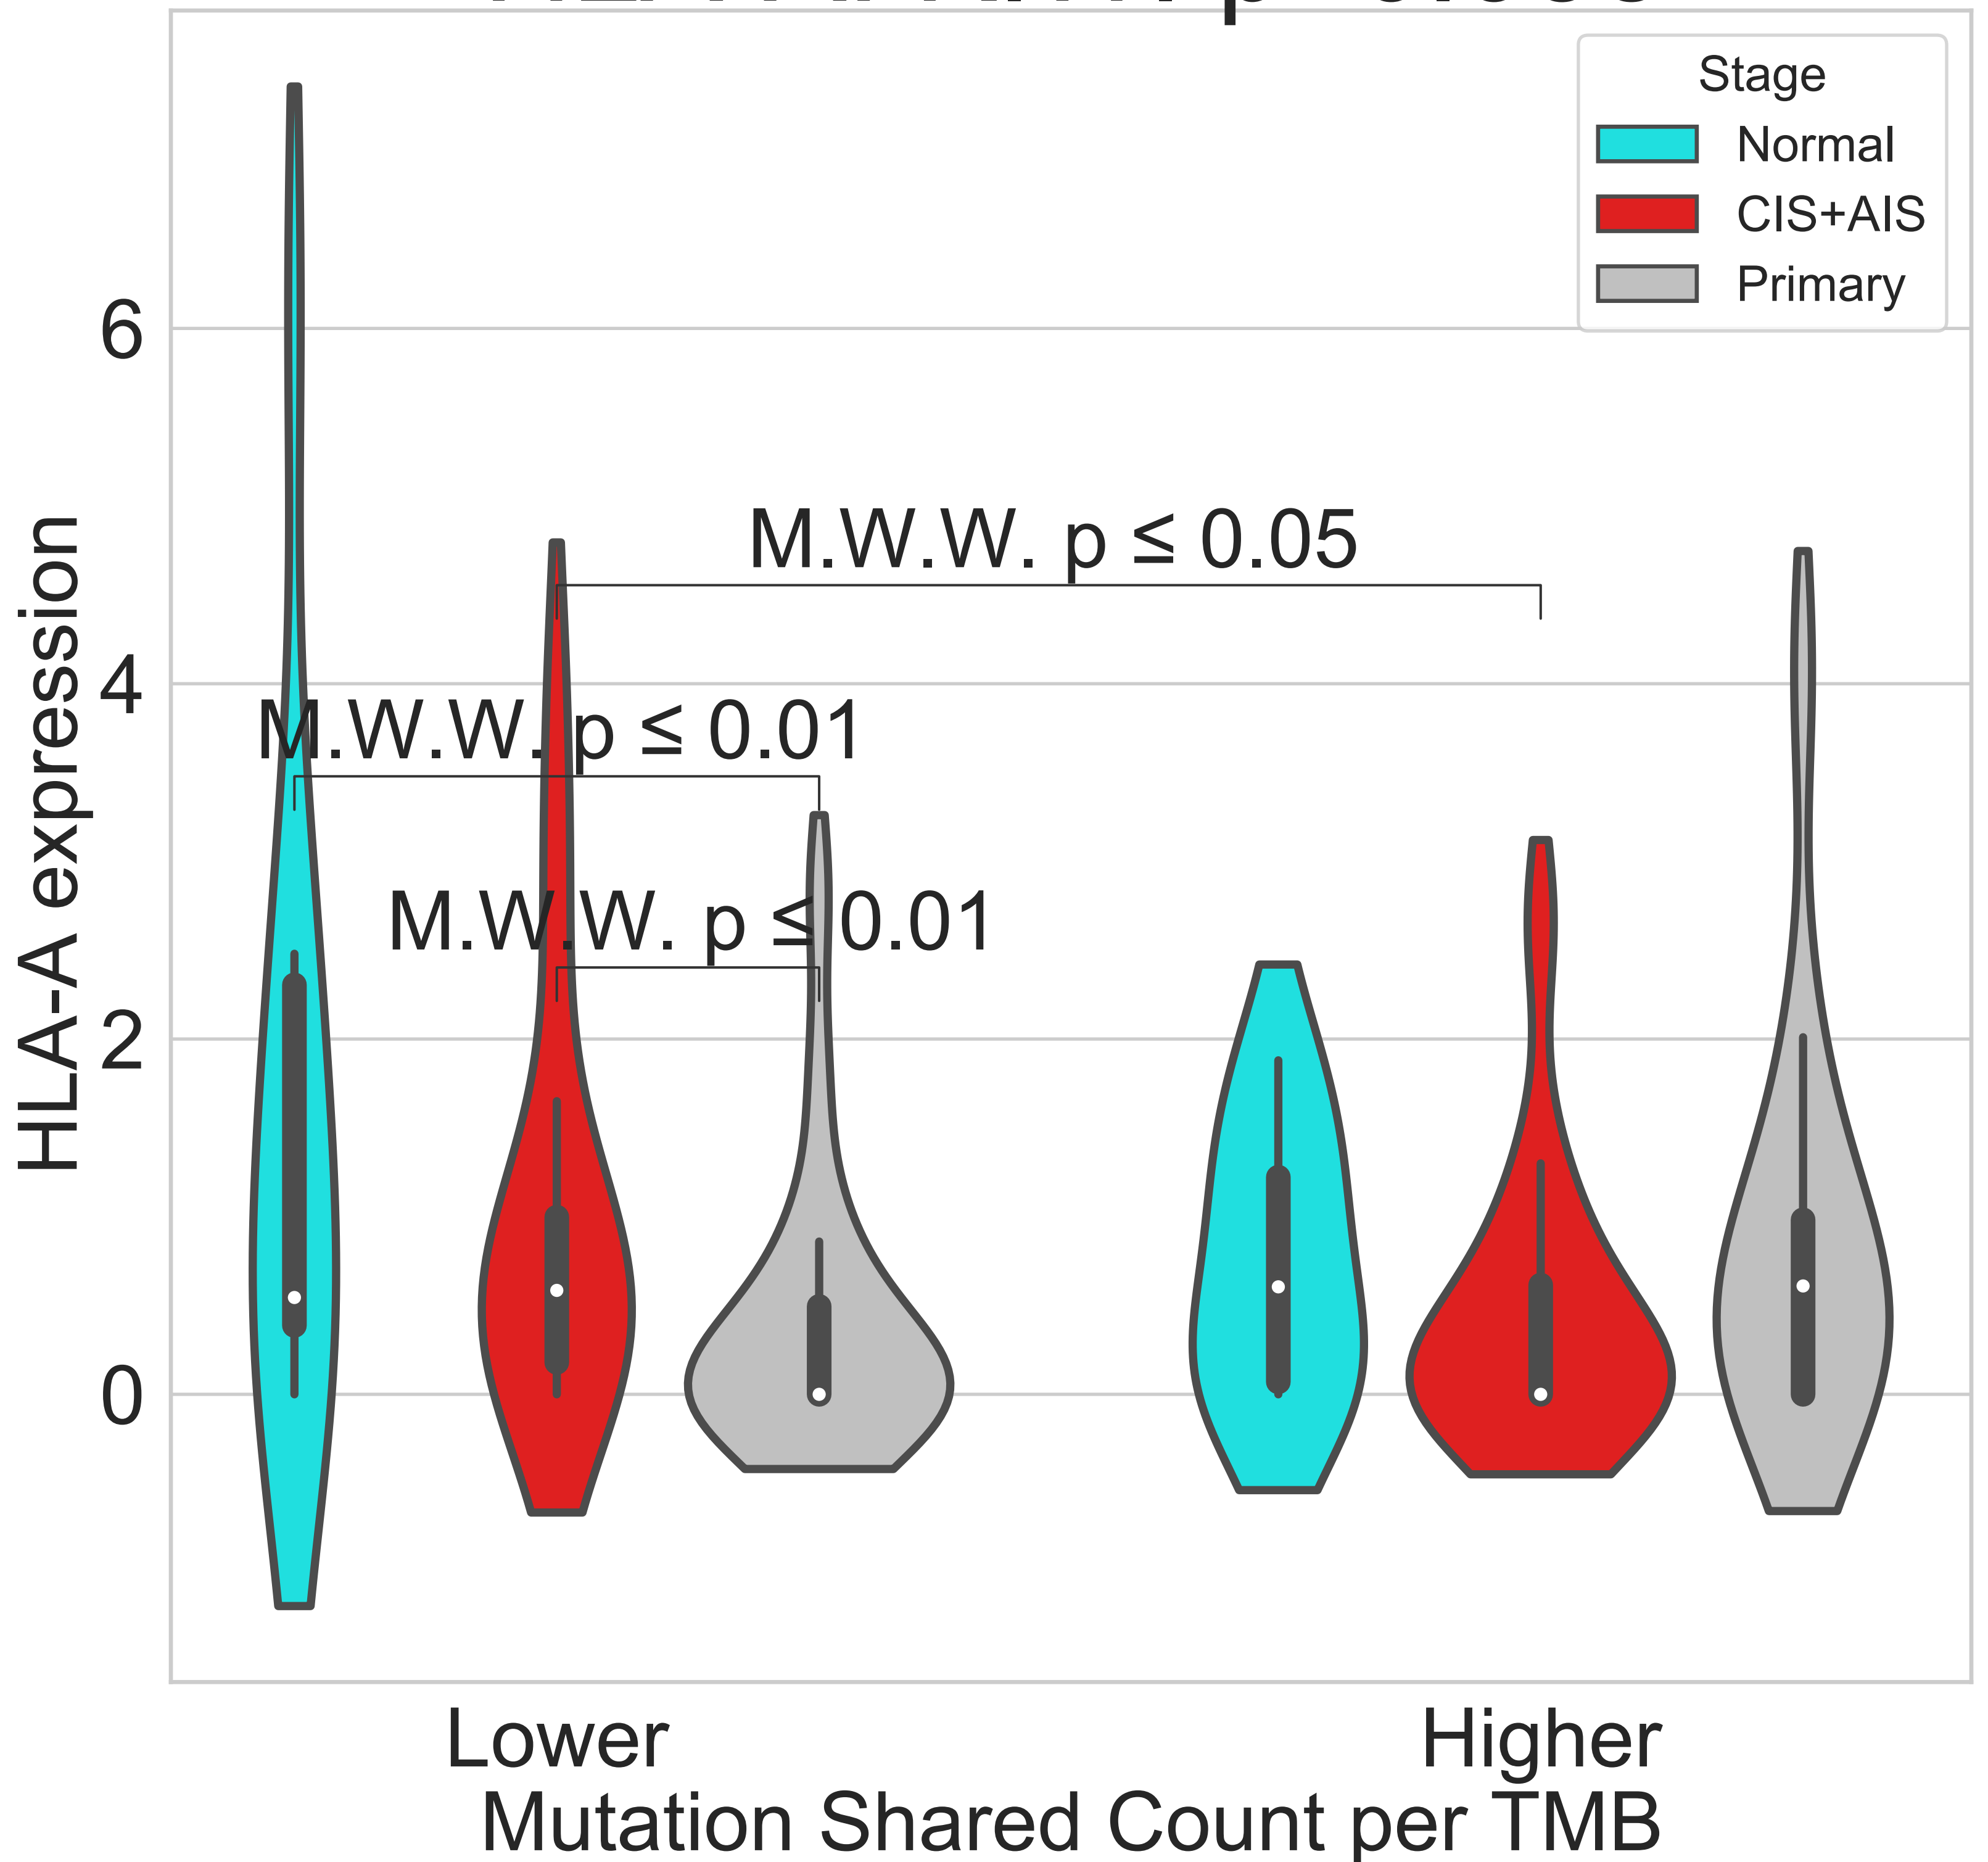 Stage
Normal
CIS+AIS
Primary
6
4
2
0
HLA-A expression
M.W.W. p ≤ 0.05
M.W.W. p ≤ 0.01
M.W.W. p ≤ 0.01
Lower
Higher
Mutation Shared Count per TMB